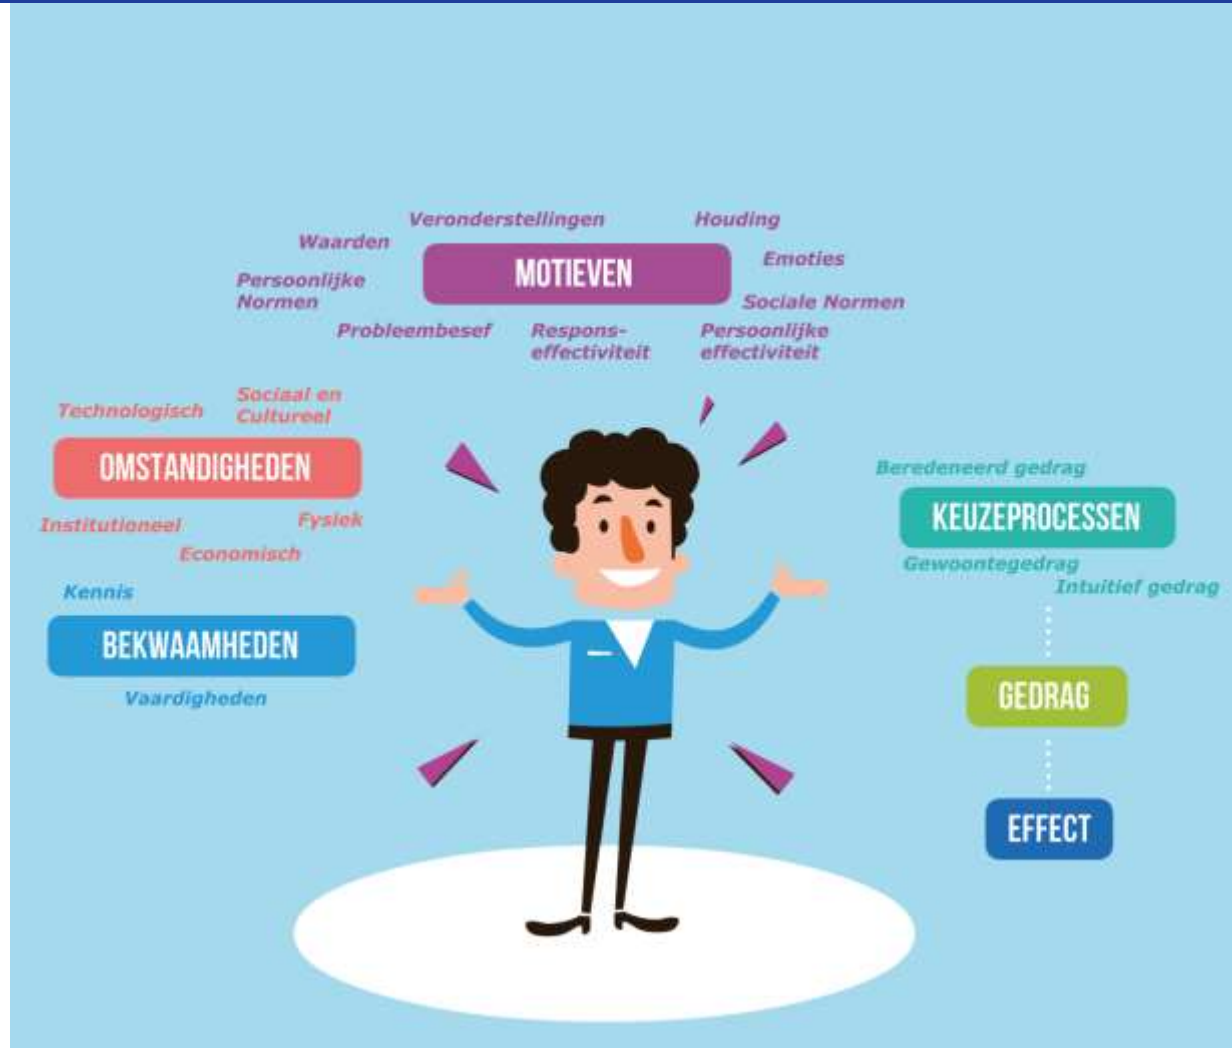 Veronderstellingen
Houding
Waarden
MOTIEVEN
Emoties
Persoonlijke
Normen
Sociale Normen
Probleembesef
Respons-
effectiviteit
Persoonlijke
effectiviteit
Technologisch
Sociaal en
Cultureel
OMSTANDIGHEDEN
Institutioneel
Fysiek
Economisch
Kennis
BEKWAAMHEDEN
Vaardigheden
Beredeneerd gedrag
KEUZEPROCESSEN
Gewoontegedrag
Intuitief gedrag
GEDRAG
EFFECT